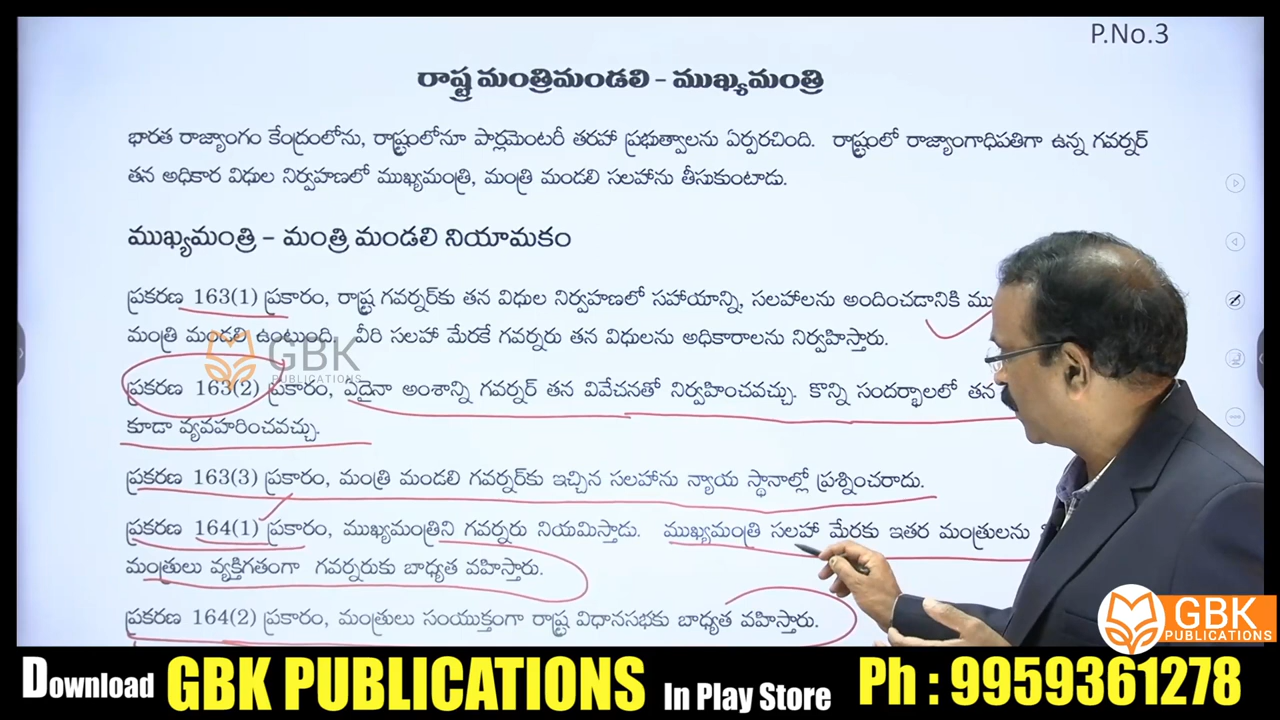 P.No.3
రాష్ట్ర మంత్రిమండలి – ముఖ్యమంత్రి
భారత రాజ్యాంగం కేంద్రంలోను, రాష్ట్రంలోనూ పార్లమెంటరీ తరహా ప్రభుత్వాలను ఏర్పరచింది. రాష్ట్రంలో రాజ్యాంగాధిపతిగా ఉన్న గవర్నర్
తన అధికార విధుల నిర్వహణలో ముఖ్యమంత్రి, మంత్రి మండలి సలహాను తీసుకుంటాడు.
ముఖ్యమంత్రి – మంత్రి మండలి నియామకం
ప్రకరణ 163(1) ప్రకారం, రాష్ట్ర గవర్నర్‌కు తన విధుల నిర్వహణలో సహాయాన్ని, సలహాలను అందించడానికి
మంత్రి మండలి ఉంటుంది. వీరి సలహా మేరకే గవర్నరు తన విధులను అధికారాలను నిర్వహిస్తారు.
GBK
PUBLICATIONS
ప్రకరణ 163(2) ప్రకారం, ఏదైనా అంశాన్ని గవర్నర్ తన వివేచనతో నిర్వహించవచ్చు. కొన్ని సందర్భాలలో తన
కూడా వ్యవహరించవచ్చు.
ప్రకరణ 163(3) ప్రకారం, మంత్రి మండలి గవర్నర్‌కు ఇచ్చిన సలహాను న్యాయ స్థానాల్లో ప్రశ్నించరాదు.
ప్రకరణ 164(1) ప్రకారం, ముఖ్యమంత్రిని గవర్నరు నియమిస్తాడు. ముఖ్యమంత్రి సలహా మేరకు ఇతర మంత్రులను
మంత్రులు వ్యక్తిగతంగా గవర్నరుకు బాధ్యత వహిస్తారు.
ప్రకరణ 164(2) ప్రకారం, మంత్రులు సంయుక్తంగా రాష్ట్ర విధానసభకు బాధ్యత వహిస్తారు.
GBK
PUBLICATIONS
Download GBK PUBLICATIONS In Play Store Ph : 9959361278